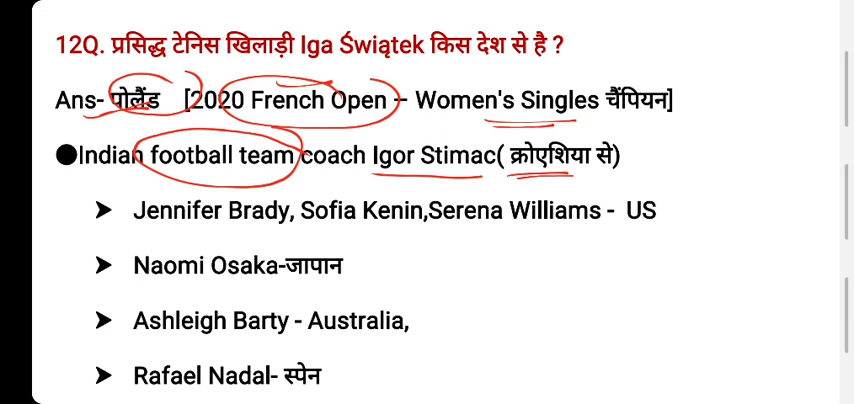 12Q. प्रसिद्ध टेनिस खिलाड़ी Iga Świątek किस देश से है ?
Ans- पोलैंड [2020 French Open – Women's Singles चैंपियन]
●Indian football team coach Igor Stimac( क्रोएशिया से)
➤ Jennifer Brady, Sofia Kenin,Serena Williams - US
➤ Naomi Osaka-जापान
➤ Ashleigh Barty - Australia,
➤ Rafael Nadal- स्पेन